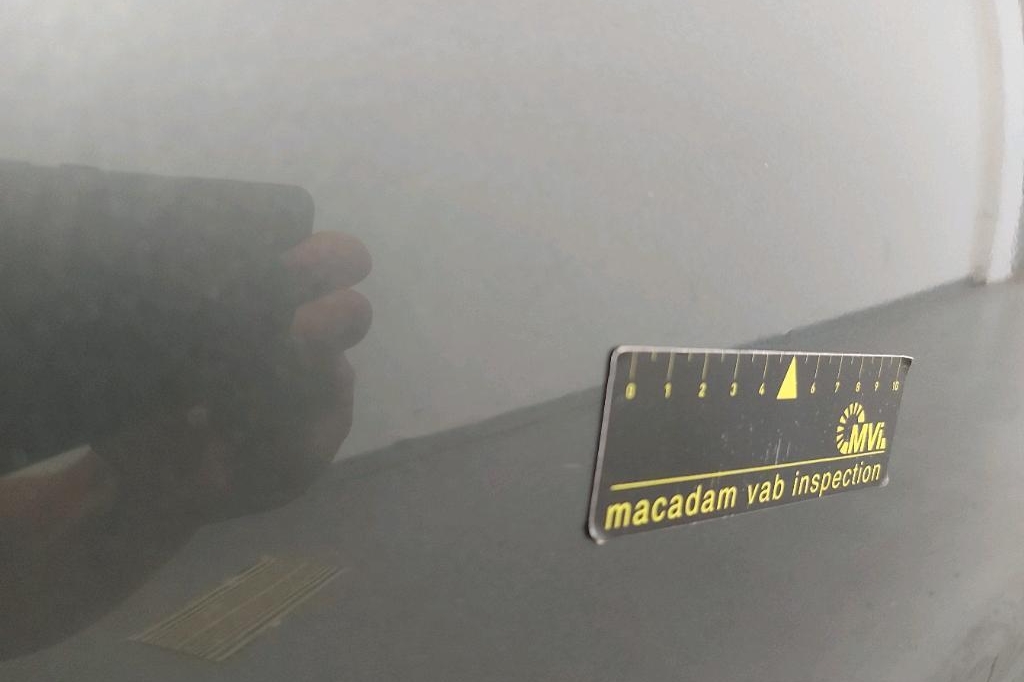 0 1 2 3 4 6 7 8 9 10
MVi
macadam vab inspection